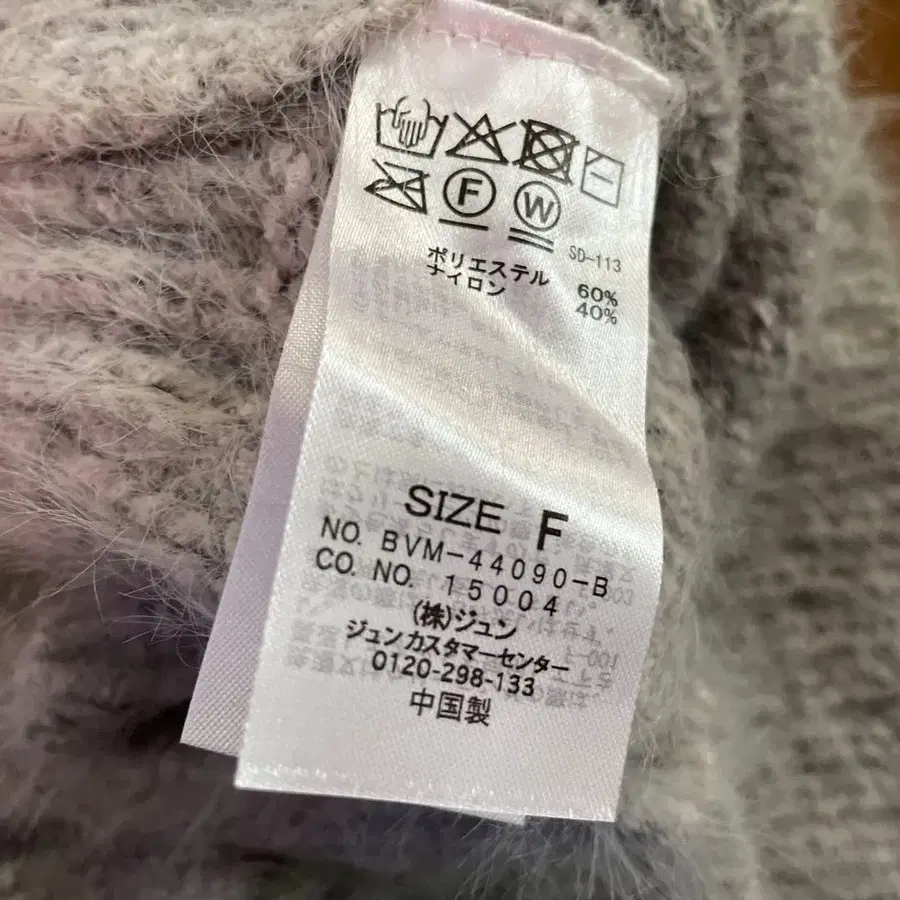 F W
SD-113
ポリエステル 60%
ナイロン 40%
SIZE F
NO. BVM-44090-B
CO. NO. 15004
(株)ジュン
ジュンカスタマーセンター
0120-298-133
中国製